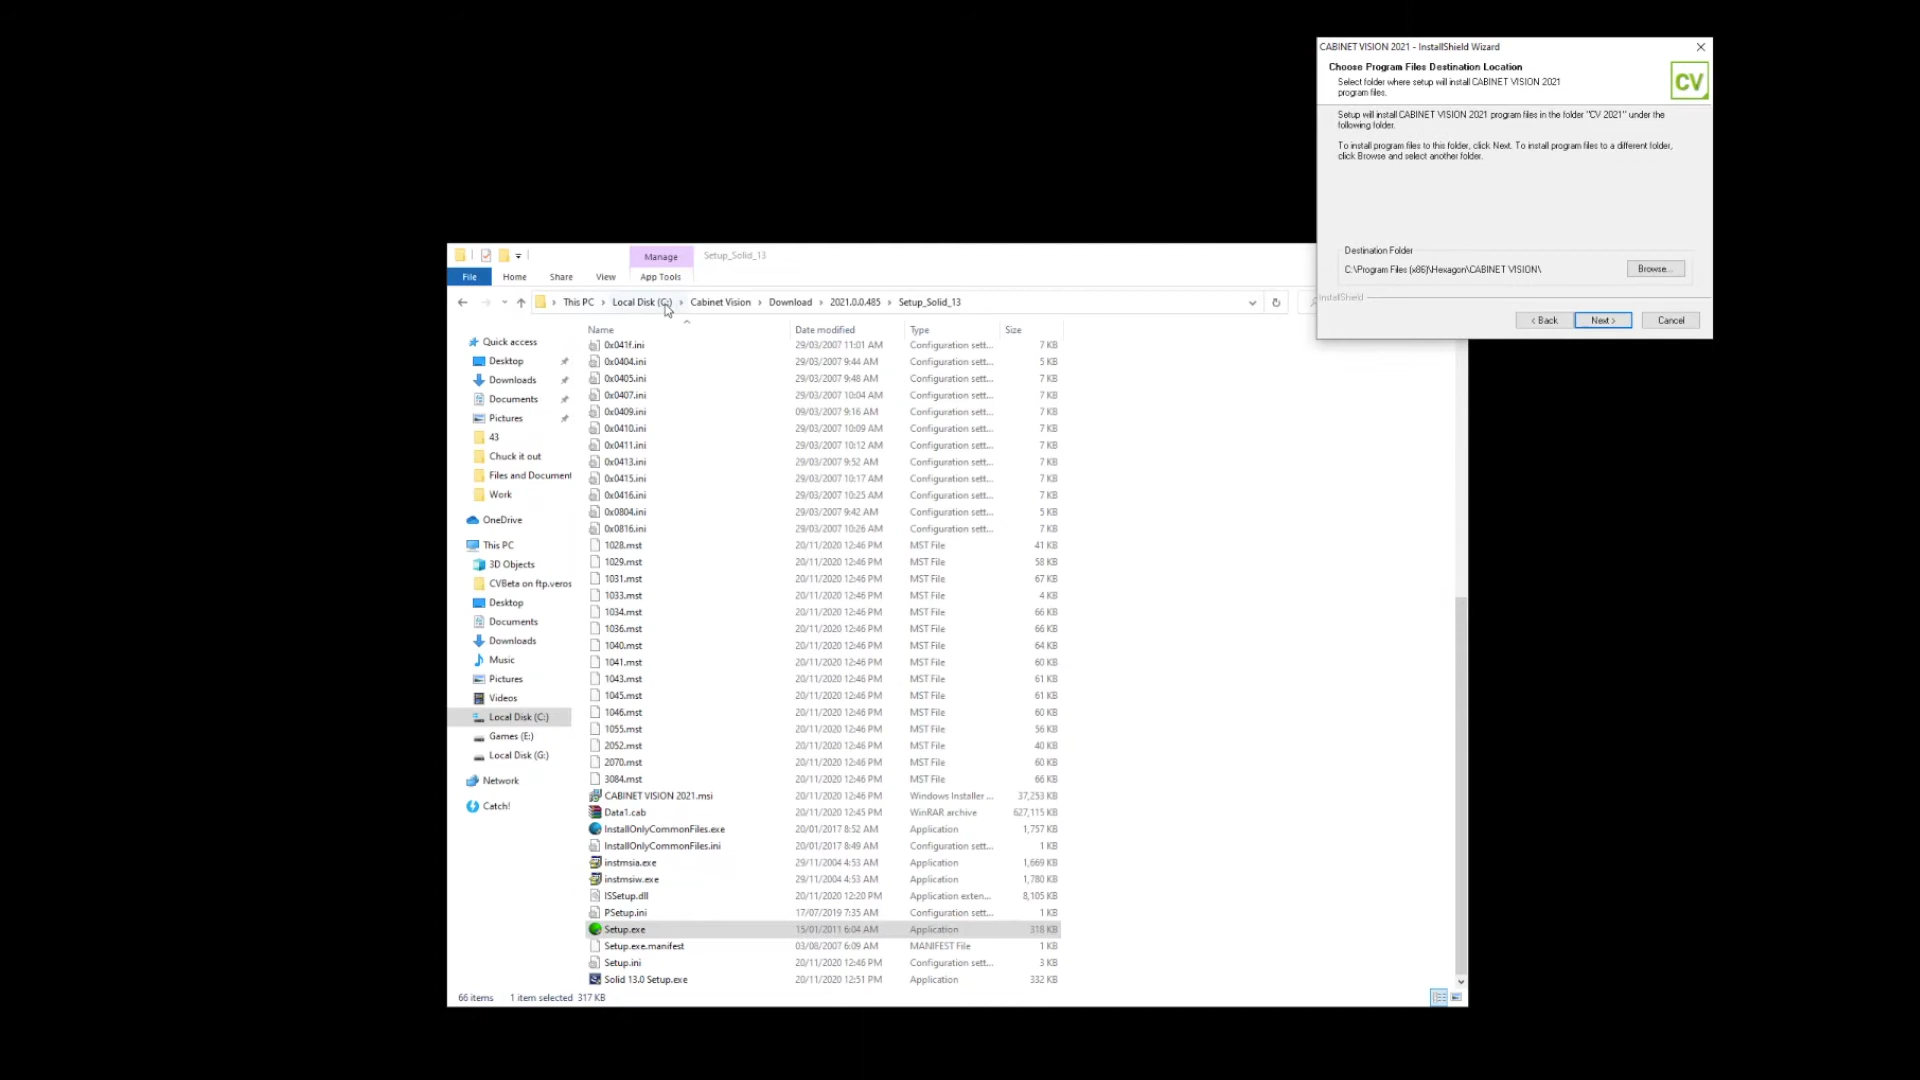 CABINET VISION 2021 - InstallShield Wizard
Choose Program Files Destination Location
Select folder where setup will install CABINET VISION 2021
program files.
CV
Setup will install CABINET VISION 2021 program files in the folder "CV 2021" under the
following folder.
To install program files to this folder, click Next. To install program files to a different folder,
click Browse and select another folder.
Destination Folder
C:\Program Files (x86)\Hexagon\CABINET VISION\
Browse...
InstallShield
< Back
Next >
Cancel
Manage
Setup_Solid_13
File
Home
Share
View
App Tools
This PC > Local Disk (C:) > Cabinet Vision > Download > 2021.0.0.485 > Setup_Solid_13
Quick access
Desktop
Downloads
Documents
Pictures
43
Chuck it out
Files and Document
Work
OneDrive
This PC
3D Objects
CVBeta on ftp.veros
Desktop
Documents
Downloads
Music
Pictures
Videos
Local Disk (C:)
Games (E:)
Local Disk (G:)
Network
Catch!
Name Date modified Type Size
0x041f.ini 29/03/2007 11:01 AM Configuration sett... 7 KB
0x0404.ini 29/03/2007 9:44 AM Configuration sett... 5 KB
0x0405.ini 29/03/2007 9:48 AM Configuration sett... 7 KB
0x0407.ini 29/03/2007 10:04 AM Configuration sett... 7 KB
0x0409.ini 09/03/2007 9:16 AM Configuration sett... 7 KB
0x0410.ini 29/03/2007 10:09 AM Configuration sett... 7 KB
0x0411.ini 29/03/2007 10:12 AM Configuration sett... 7 KB
0x0413.ini 29/03/2007 9:52 AM Configuration sett... 7 KB
0x0415.ini 29/03/2007 10:17 AM Configuration sett... 7 KB
0x0416.ini 29/03/2007 10:25 AM Configuration sett... 7 KB
0x0804.ini 29/03/2007 9:42 AM Configuration sett... 5 KB
0x0816.ini 29/03/2007 10:26 AM Configuration sett... 7 KB
1028.mst 20/11/2020 12:46 PM MST File 41 KB
1029.mst 20/11/2020 12:46 PM MST File 58 KB
1031.mst 20/11/2020 12:46 PM MST File 67 KB
1033.mst 20/11/2020 12:46 PM MST File 4 KB
1034.mst 20/11/2020 12:46 PM MST File 66 KB
1036.mst 20/11/2020 12:46 PM MST File 66 KB
1040.mst 20/11/2020 12:46 PM MST File 64 KB
1041.mst 20/11/2020 12:46 PM MST File 60 KB
1043.mst 20/11/2020 12:46 PM MST File 61 KB
1045.mst 20/11/2020 12:46 PM MST File 61 KB
1046.mst 20/11/2020 12:46 PM MST File 60 KB
1055.mst 20/11/2020 12:46 PM MST File 56 KB
2052.mst 20/11/2020 12:46 PM MST File 40 KB
2070.mst 20/11/2020 12:46 PM MST File 60 KB
3084.mst 20/11/2020 12:46 PM MST File 66 KB
CABINET VISION 2021.msi 20/11/2020 12:46 PM Windows Installer ... 37,253 KB
Data1.cab 20/11/2020 12:45 PM WinRAR archive 627,115 KB
InstallOnlyCommonFiles.exe 20/01/2017 8:52 AM Application 1,757 KB
InstallOnlyCommonFiles.ini 20/01/2017 8:49 AM Configuration sett... 1 KB
instmsia.exe 29/11/2004 4:53 AM Application 1,669 KB
instmsiw.exe 29/11/2004 4:53 AM Application 1,780 KB
ISSetup.dll 20/11/2020 12:20 PM Application exten... 8,105 KB
PSetup.ini 17/07/2019 7:35 AM Configuration sett... 1 KB
Setup.exe 15/01/2011 6:04 AM Application 318 KB
Setup.exe.manifest 03/08/2007 6:09 AM MANIFEST File 1 KB
Setup.ini 20/11/2020 12:46 PM Configuration sett... 3 KB
Solid 13.0 Setup.exe 20/11/2020 12:51 PM Application 332 KB
66 items 1 item selected 317 KB